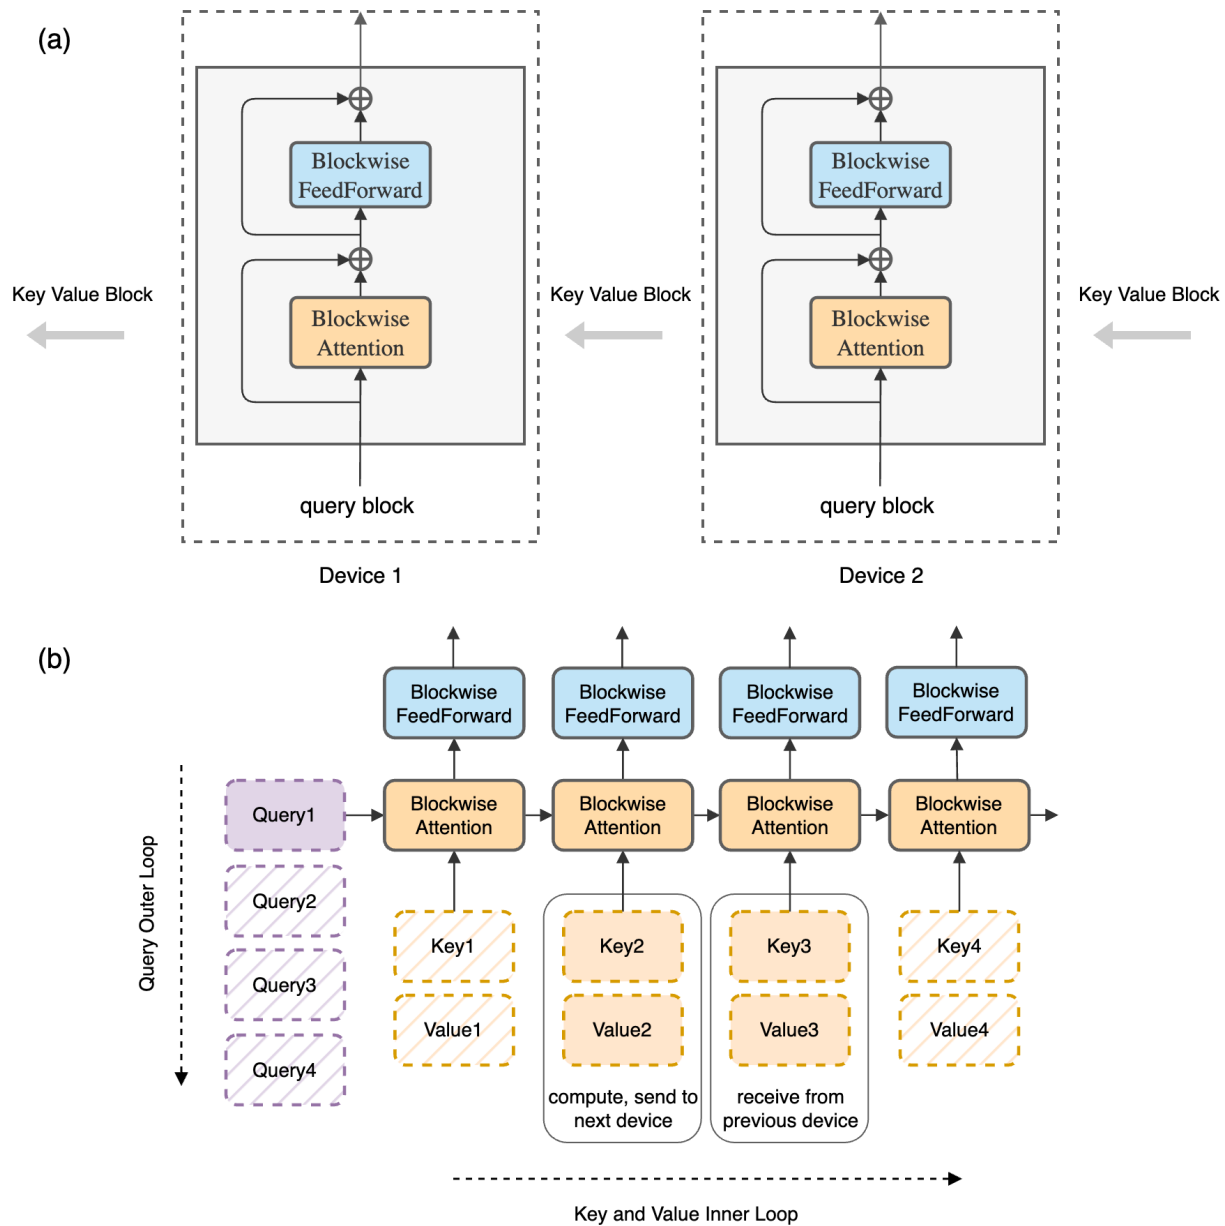 (a)
Blockwise
FeedForward
Blockwise
Attention
query block
Device 1
Key Value Block
Key Value Block
Key Value Block
Blockwise
FeedForward
Blockwise
Attention
query block
Device 2
(b)
Blockwise
FeedForward
Blockwise
FeedForward
Blockwise
FeedForward
Blockwise
FeedForward
Query Outer Loop
Query1
Query2
Query3
Query4
Blockwise
Attention
Blockwise
Attention
Blockwise
Attention
Blockwise
Attention
Key1
Value1
Key2
Value2
compute, send to
next device
Key3
Value3
receive from
previous device
Key4
Value4
Key and Value Inner Loop